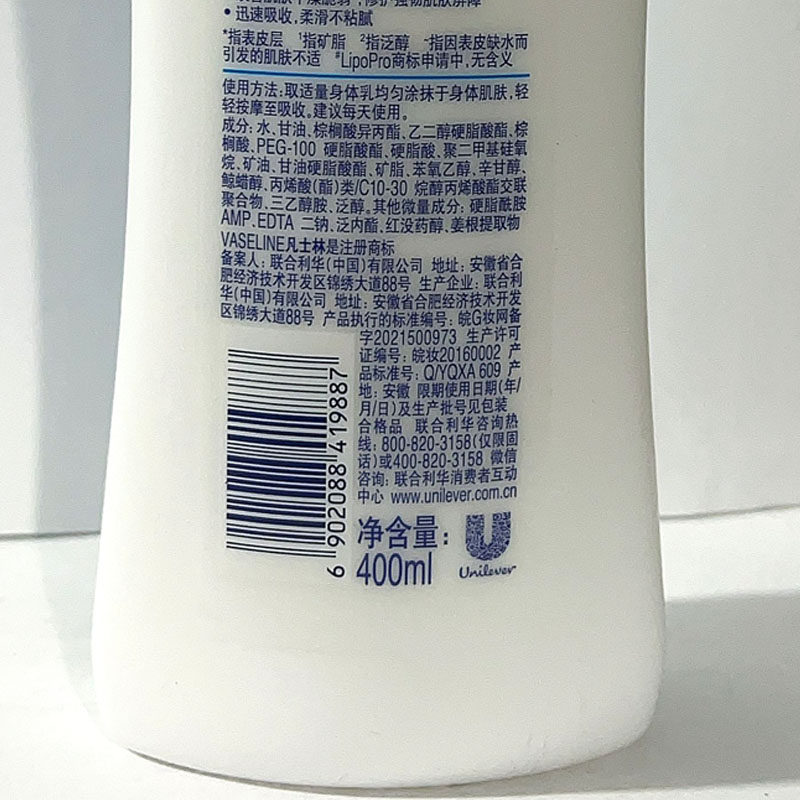 • 迅速吸收,柔滑不粘腻
*指表皮层 ¹指矿脂 ²指泛醇 ~指因表皮缺水而
引发的肌肤不适 #LipoPro商标申请中,无含义
使用方法:取适量身体乳均匀涂抹于身体肌肤,轻
轻按摩至吸收。建议每天使用。
成分:水、甘油、棕榈酸异丙酯、乙二醇硬脂酸酯、棕
榈酸、PEG-100 硬脂酸酯、硬脂酸、聚二甲基硅氧
烷、矿油、甘油硬脂酸酯、矿脂、苯氧乙醇、辛甘醇、
鲸蜡醇、丙烯酸(酯)类/C10-30 烷醇丙烯酸酯交联
聚合物、三乙醇胺、泛醇。其他微量成分: 硬脂酰胺
AMP、EDTA 二钠、泛内酯、红没药醇、姜根提取物
VASELINE凡士林是注册商标
备案人: 联合利华(中国)有限公司 地址: 安徽省合
肥经济技术开发区锦绣大道88号 生产企业: 联合利
华(中国)有限公司 地址: 安徽省合肥经济技术开发
区锦绣大道88号 产品执行的标准编号: 皖G妆网备
字2021500973 生产许可
证编号: 皖妆20160002 产
品标准号: Q/YQXA 609 产
地: 安徽 限期使用日期(年/
月/日)及生产批号见包装
合格品 联合利华咨询热
线: 800-820-3158(仅限固
话)或400-820-3158 微信
咨询: 联合利华消费者互动
中心 www.unilever.com.cn
6 902088 419887
净含量:
400ml
Unilever